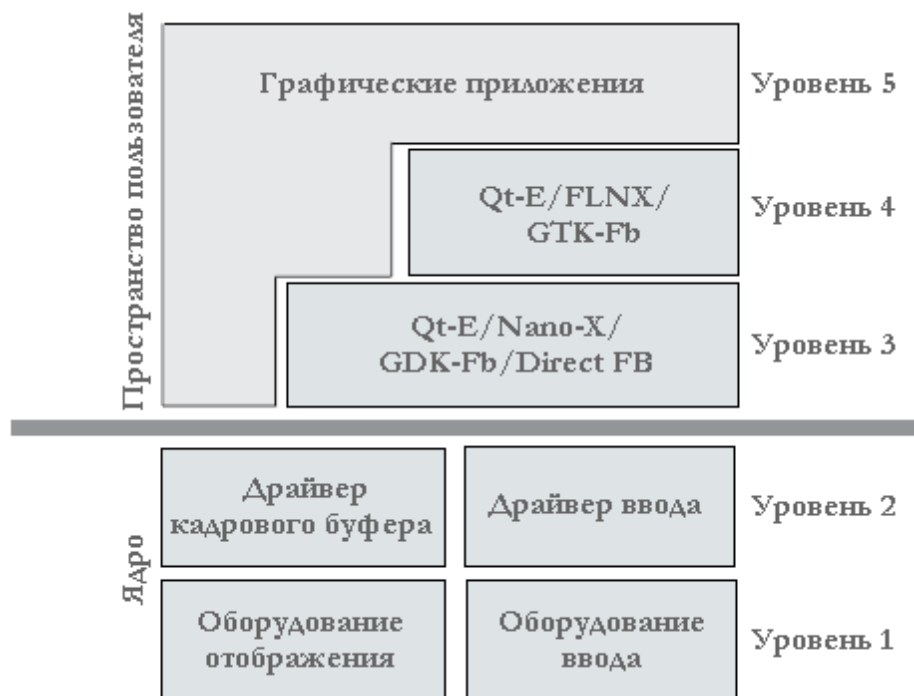 Пространство пользователя
Графические приложения
Уровень 5
Qt-E/FLNX/
GTK-Fb
Уровень 4
Qt-E/Nano-X/
GDK-Fb/Direct FB
Уровень 3
Ядро
Драйвер
кадрового буфера
Драйвер ввода
Уровень 2
Оборудование
отображения
Оборудование
ввода
Уровень 1